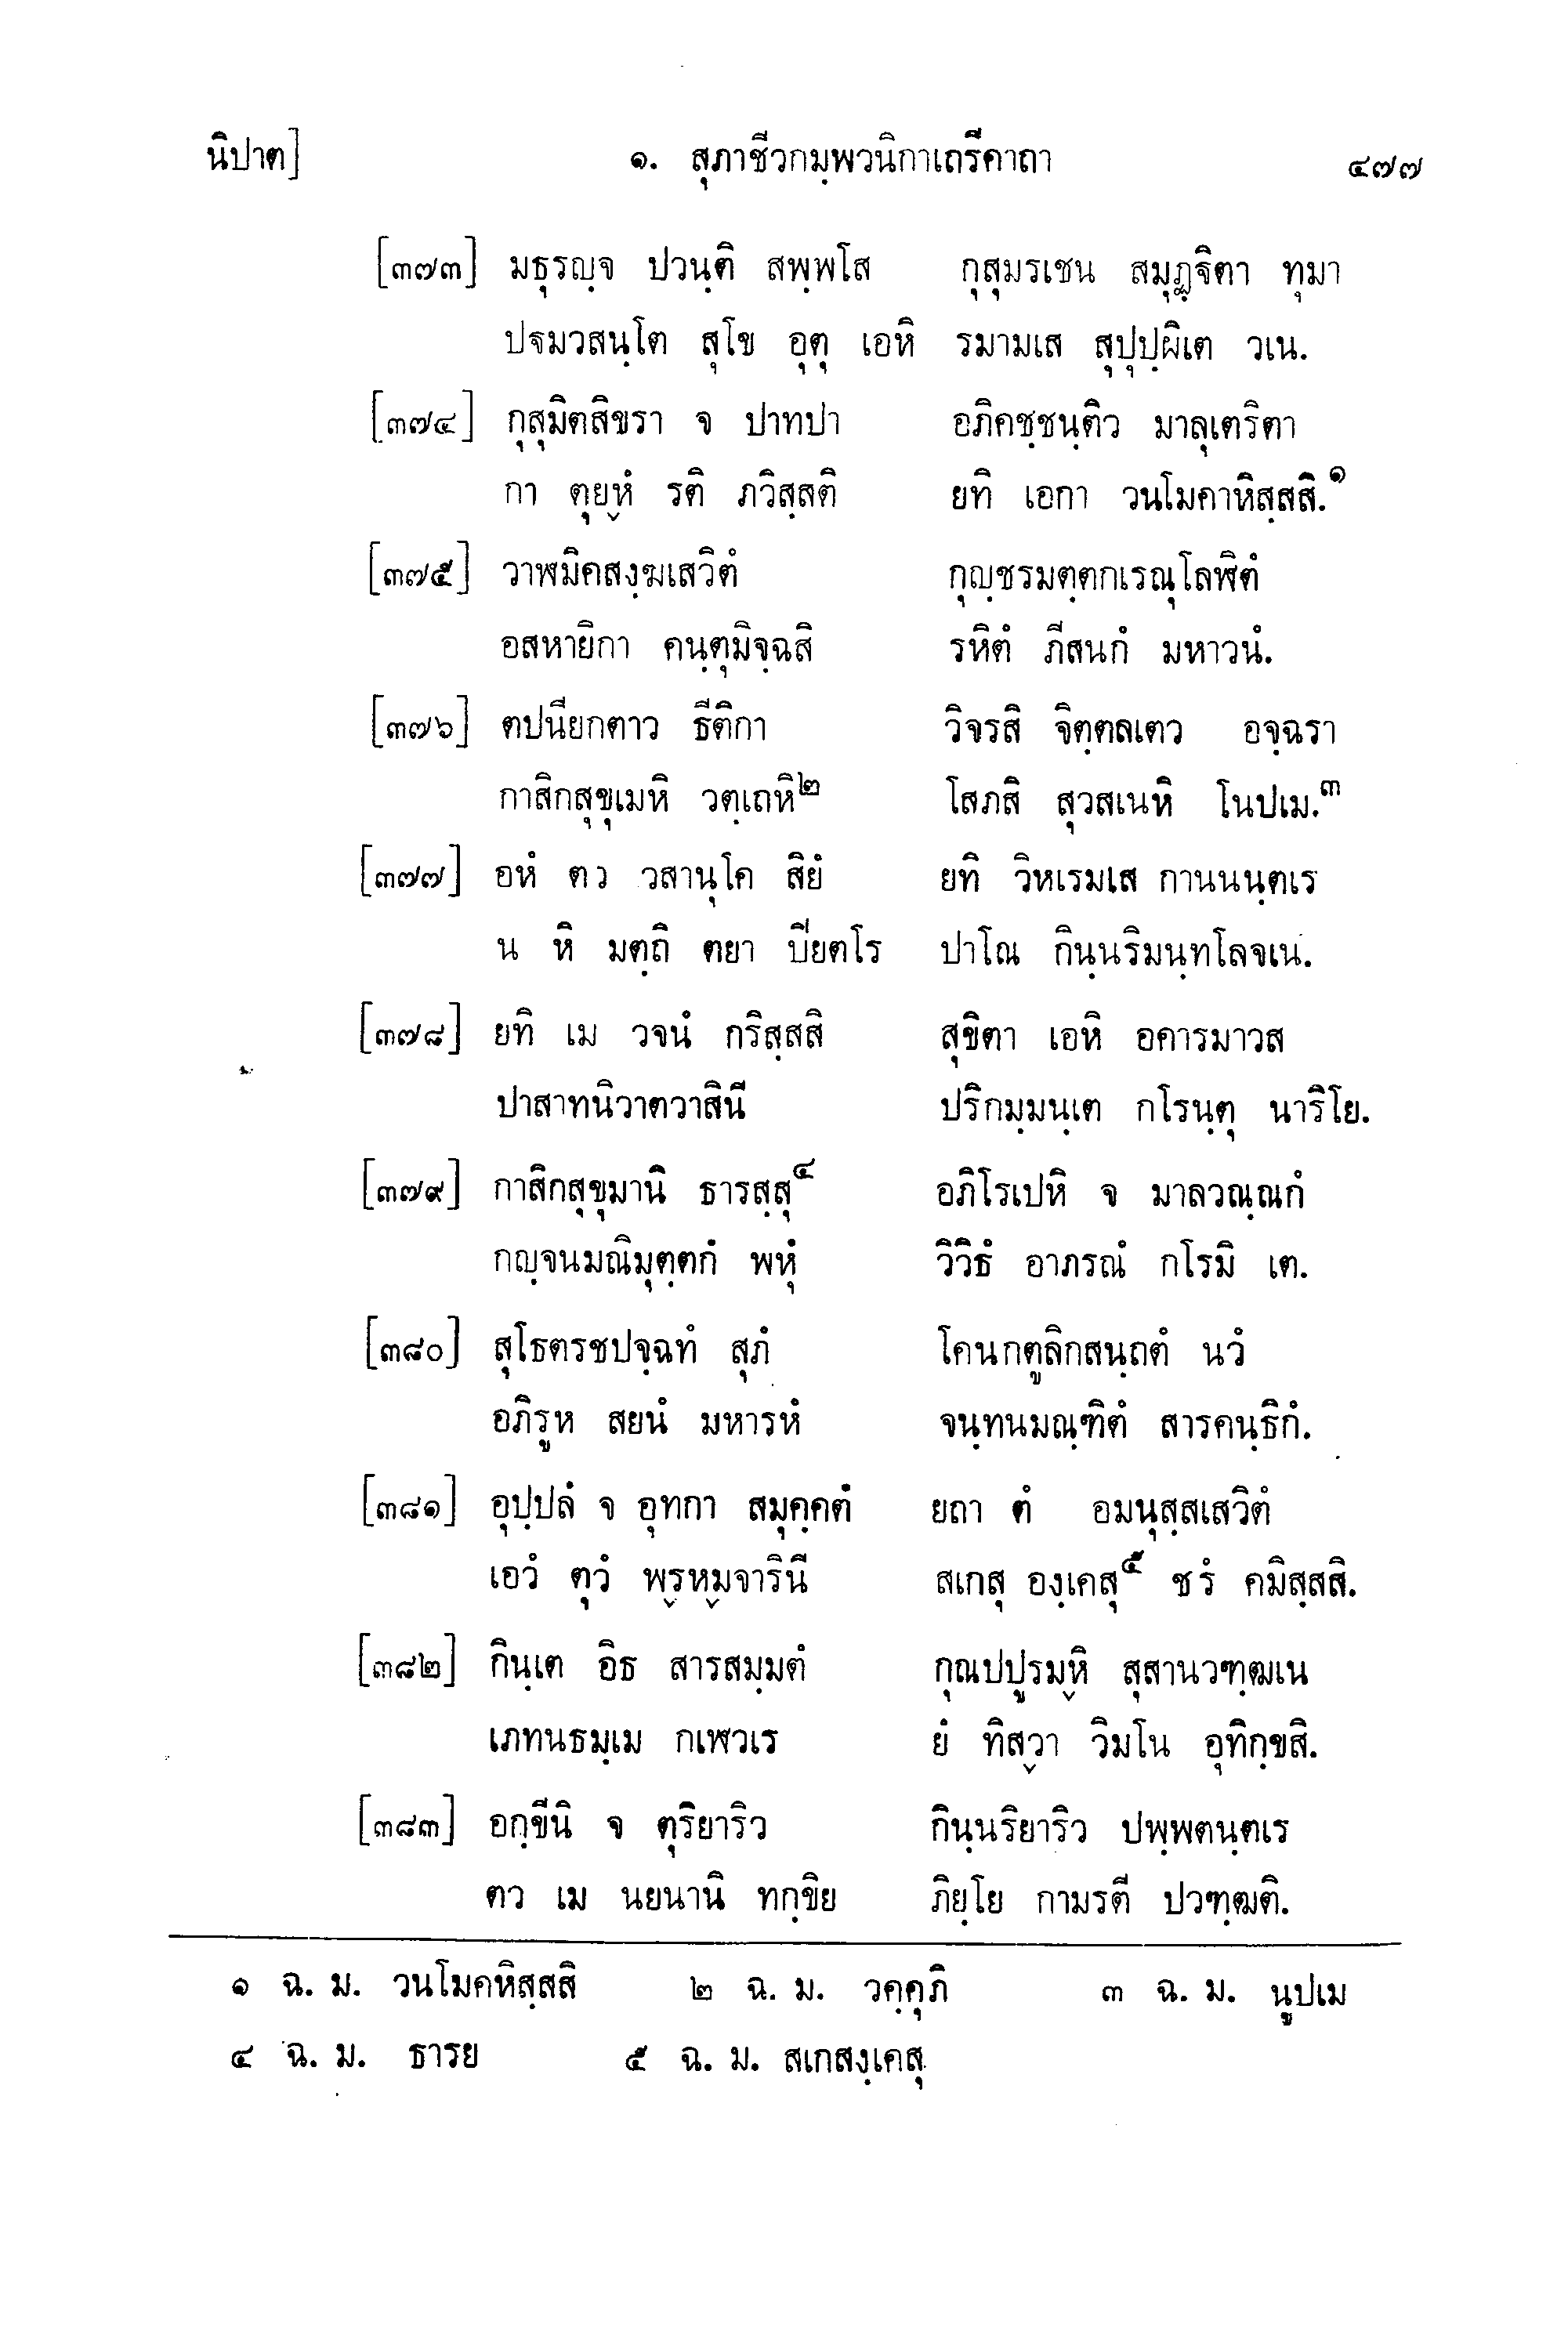 นิปาต] ๑. สุภาชีวกมฺพวนิกาเถรีคาถา ๔๗๗
[๓๗๓] มธุรญฺจ ปวนฺติ สพฺพโส กุสุมรเชน สมุฏฺฐิตา ทุมา
ปฐมวสนฺโต สุโข อุตุ เอหิ รมามเส สุปุปฺผิเต วเน.
[๓๗๔] กุสุมิตสิขรา จ ปาทปา อภิคชฺชนฺติว มาลุเตริตา
กา ตุยฺหํ รติ ภวิสฺสติ ยทิ เอกา วนโมคาหิสฺสสิ.๑
[๓๗๕] วาฬมิคสงฺฆเสวิตํ กุญฺชรมตฺตกเรณุโลฬิตํ
อสหายิกา คนฺตุมิจฺฉสิ รหิตํ ภีสนกํ มหาวนํ.
[๓๗๖] ตปนียกตาว ธีติกา วิจรสิ จิตฺตลเตว อจฺฉรา
กาสิกสุขุเมหิ วตฺเถหิ๒ โสภสิ สุวสเนหิ โนปเม.๓
[๓๗๗] อหํ ตว วสานุโค สิยํ ยทิ วิหเรมเส กานนนฺตเร
น หิ มตฺถิ ตยา ปิยตโร ปาโณ กินฺนริมนฺทโลจเน.
[๓๗๘] ยทิ เม วจนํ กริสฺสสิ สุขิตา เอหิ อคารมาวส
ปาสาทนิวาตวาสินี ปริกมฺมนฺเต กโรนฺตุ นาริโย.
[๓๗๙] กาสิกสุขุมานิ ธารสฺสุ๔ อภิโรเปหิ จ มาลวณฺณกํ
กญฺจนมณิมุตฺตกํ พหุํ วิวิธํ อาภรณํ กโรมิ เต.
[๓๘๐] สุโธตรชปจฺฉทํ สุภํ โคนกตูลิกสนฺถตํ นวํ
อภิรูห สยนํ มหารหํ จนฺทนมณฺฑิตํ สารคนฺธิกํ.
[๓๘๑] อุปฺปลํ จ อุทกา สมุคฺคตํ ยถา ตํ อมนุสฺสเสวิตํ
เอวํ ตุวํ พฺรหฺมจารินี สเกสุ องฺเคสุ๕ ชรํ คมิสฺสสิ.
[๓๘๒] กินฺเต อิธ สารสมฺมตํ กุณปปูรมฺหิ สุสานวฑฺฒเน
เภทนธมฺเม กเฬวเร ยํ ทิสฺวา วิมโน อุทิกฺขสิ.
[๓๘๓] อกฺขีนิ จ ตุริยาริว กินฺนริยาริว ปพฺพตนฺตเร
ตว เม นยนานิ ทกฺขิย ภิยฺโย กามรตี ปวฑฺฒติ.
๑ ฉ. ม. วนโมคหิสฺสสิ ๒ ฉ. ม. วคฺคุภิ ๓ ฉ. ม. นูปเม
๔ ฉ. ม. ธารย ๕ ฉ. ม. สเกสงฺเคสุ